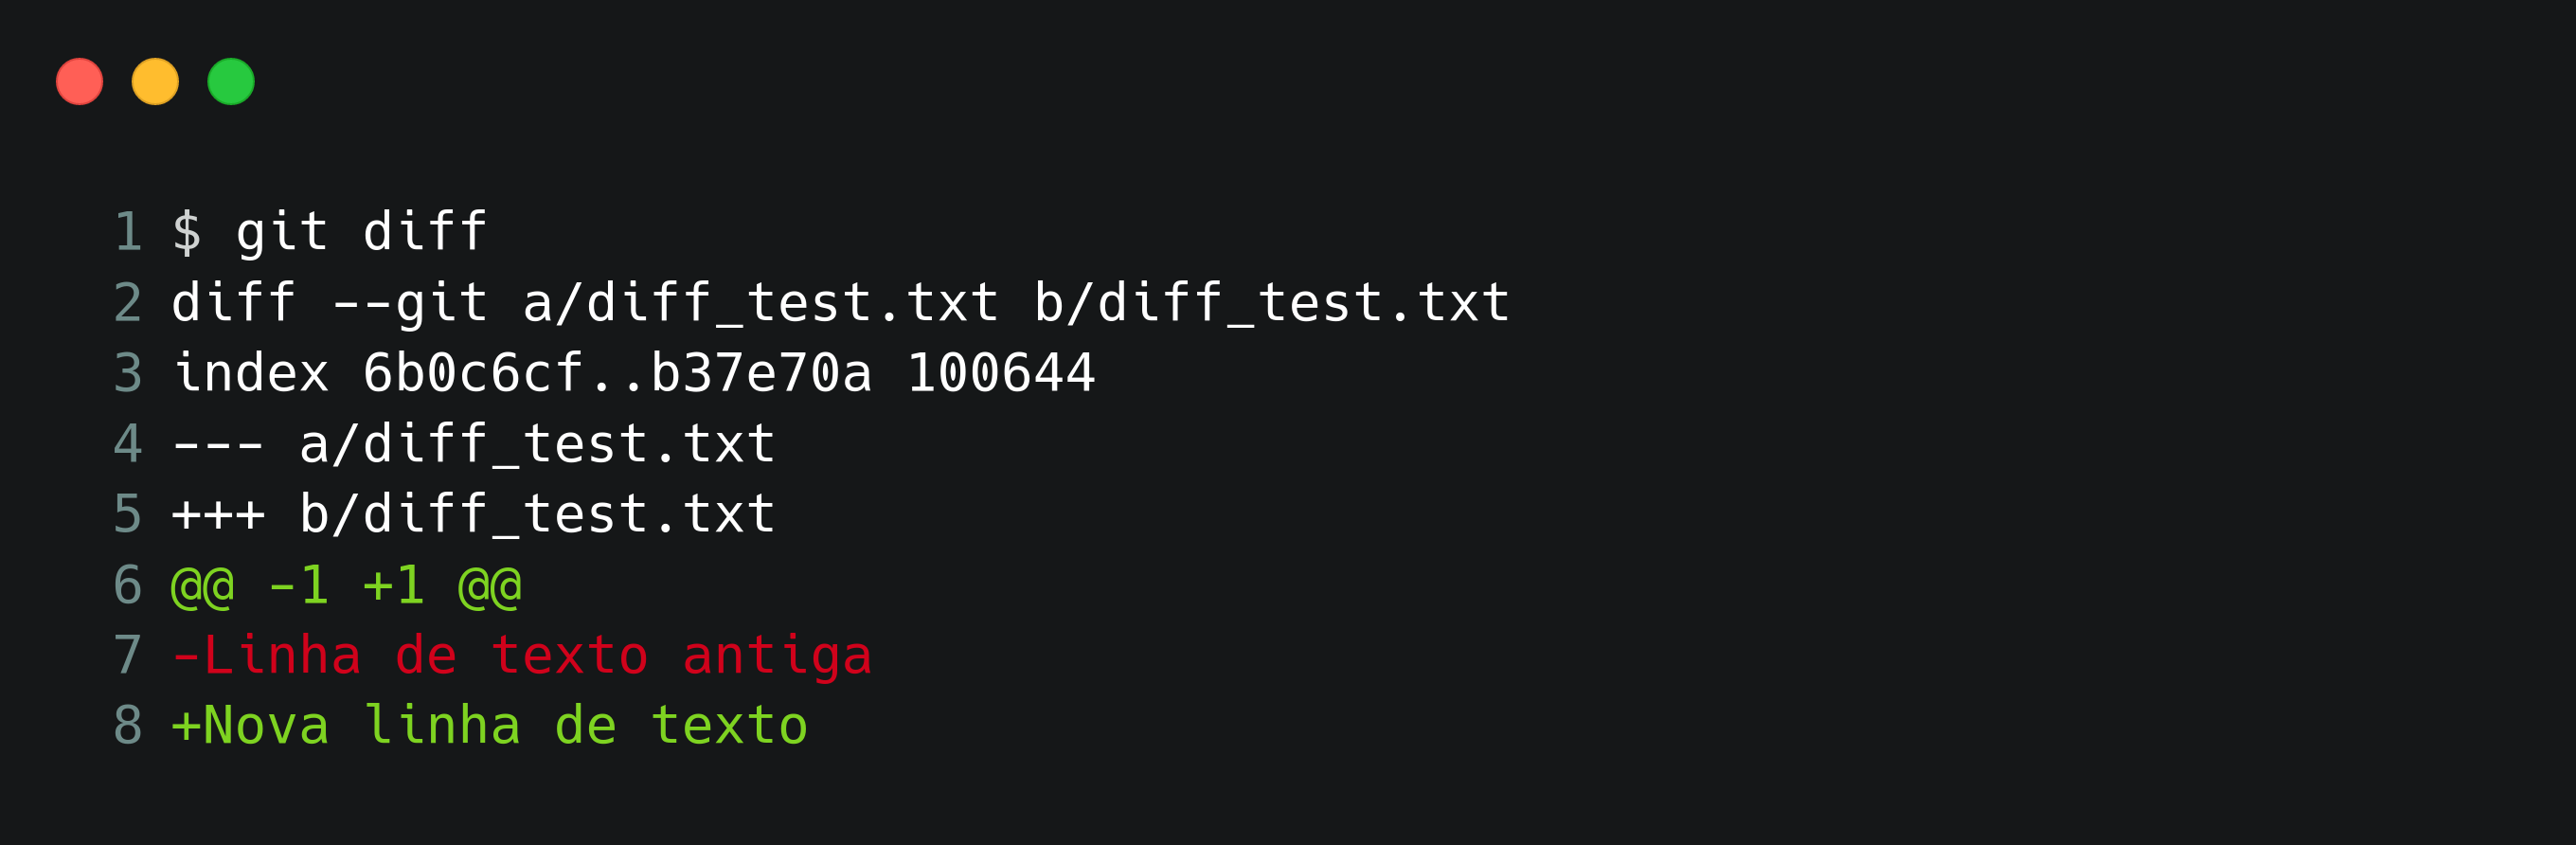 1 $ git diff
2 diff --git a/diff_test.txt b/diff_test.txt
3 index 6b0c6cf..b37e70a 100644
4 --- a/diff_test.txt
5 +++ b/diff_test.txt
6 @@ -1 +1 @@
7 -Linha de texto antiga
8 +Nova linha de texto